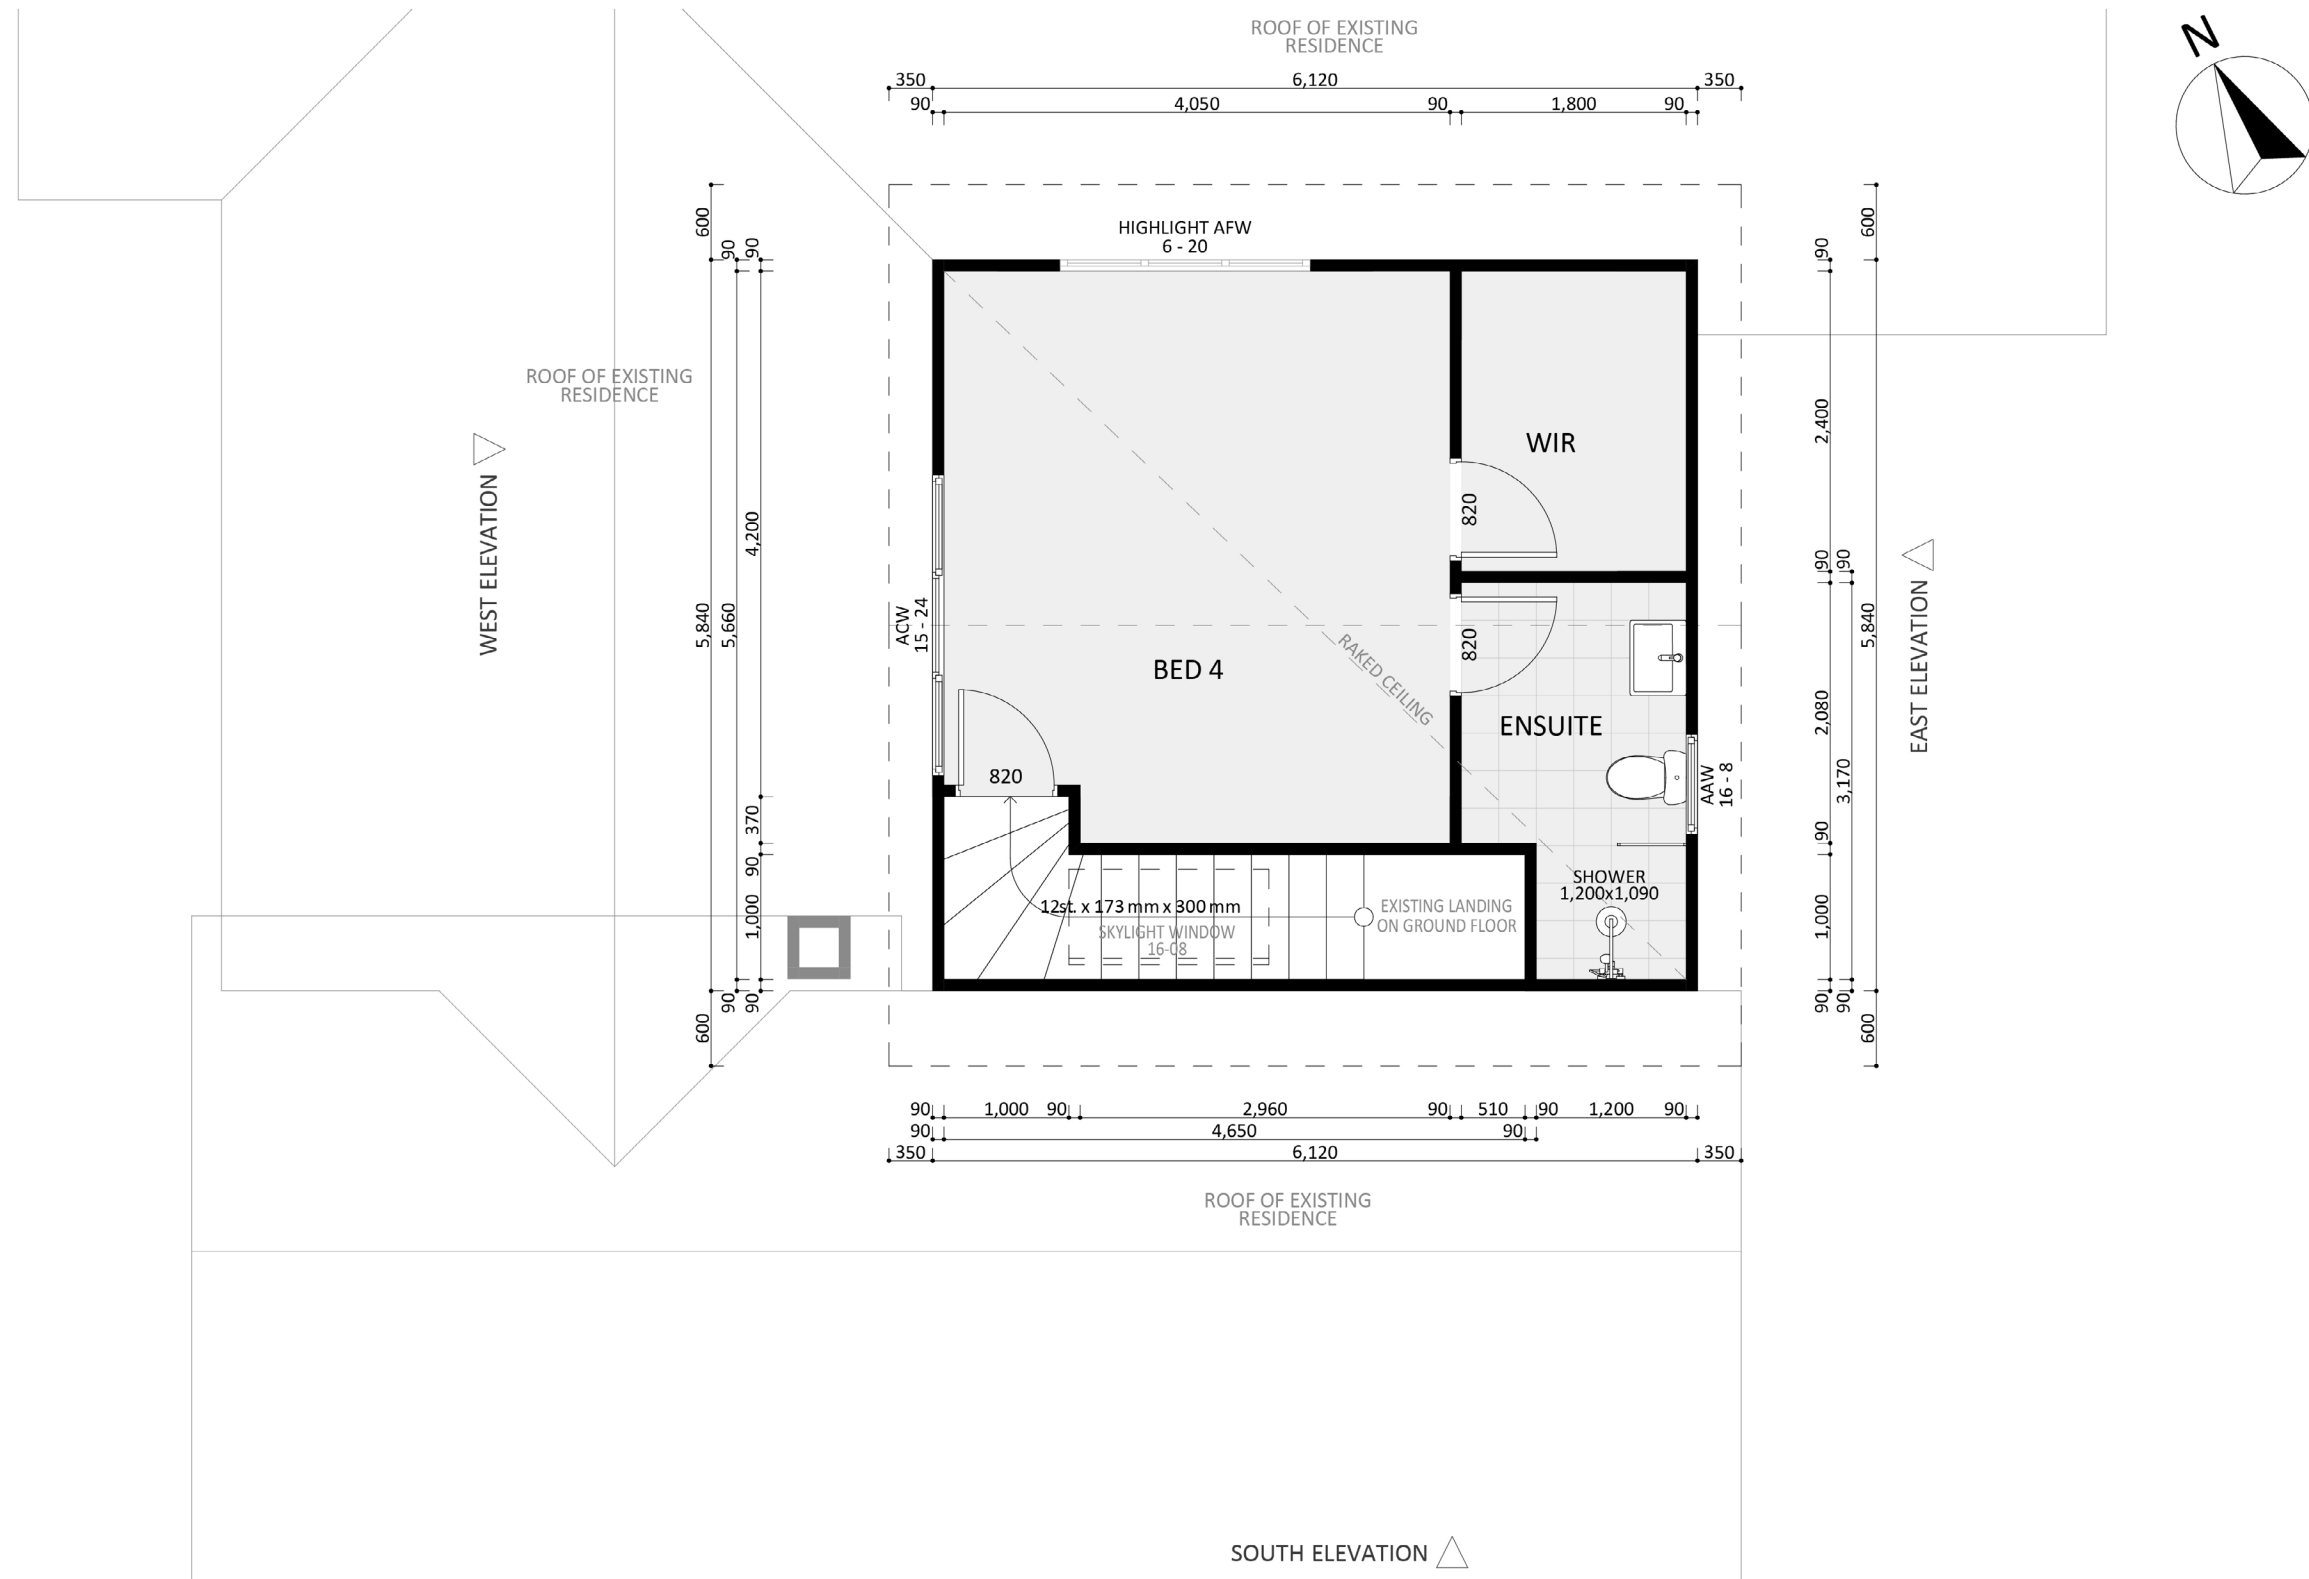 ROOF OF EXISTING
RESIDENCE
N
350 6,120 350
90 4,050 90 1,800 90
HIGHLIGHT AFW
6 - 20
600
90
90
600
90
ROOF OF EXISTING
RESIDENCE
WEST ELEVATION
4,200
5,840
5,660
ACW
15 - 24
WIR
820
820
BED 4
RAKED CEILING
ENSUITE
820
AAW
16 - 8
2,400
90
90
5,840
2,080
3,170
EAST ELEVATION
370
90
1,000
90
90
600
90
1,000
90
90
600
SHOWER
1,200x1,090
12st. x 173 mm x 300 mm
SKYLIGHT WINDOW
16-08
EXISTING LANDING
ON GROUND FLOOR
90 1,000 90 2,960 90 510 90 1,200 90
90 4,650 90
350 6,120 350
ROOF OF EXISTING
RESIDENCE
SOUTH ELEVATION